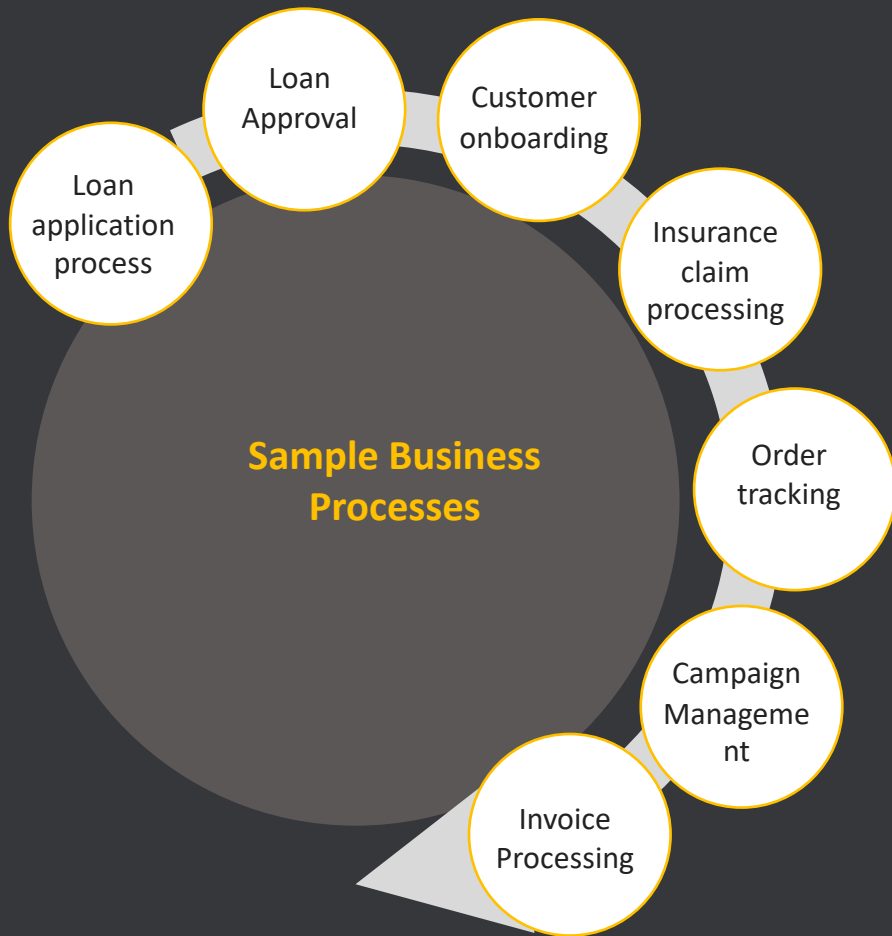 Loan
Approval
Customer
onboarding
Loan
application
process
Insurance
claim
processing
Sample Business
Processes
Order
tracking
Campaign
Manageme
nt
Invoice
Processing